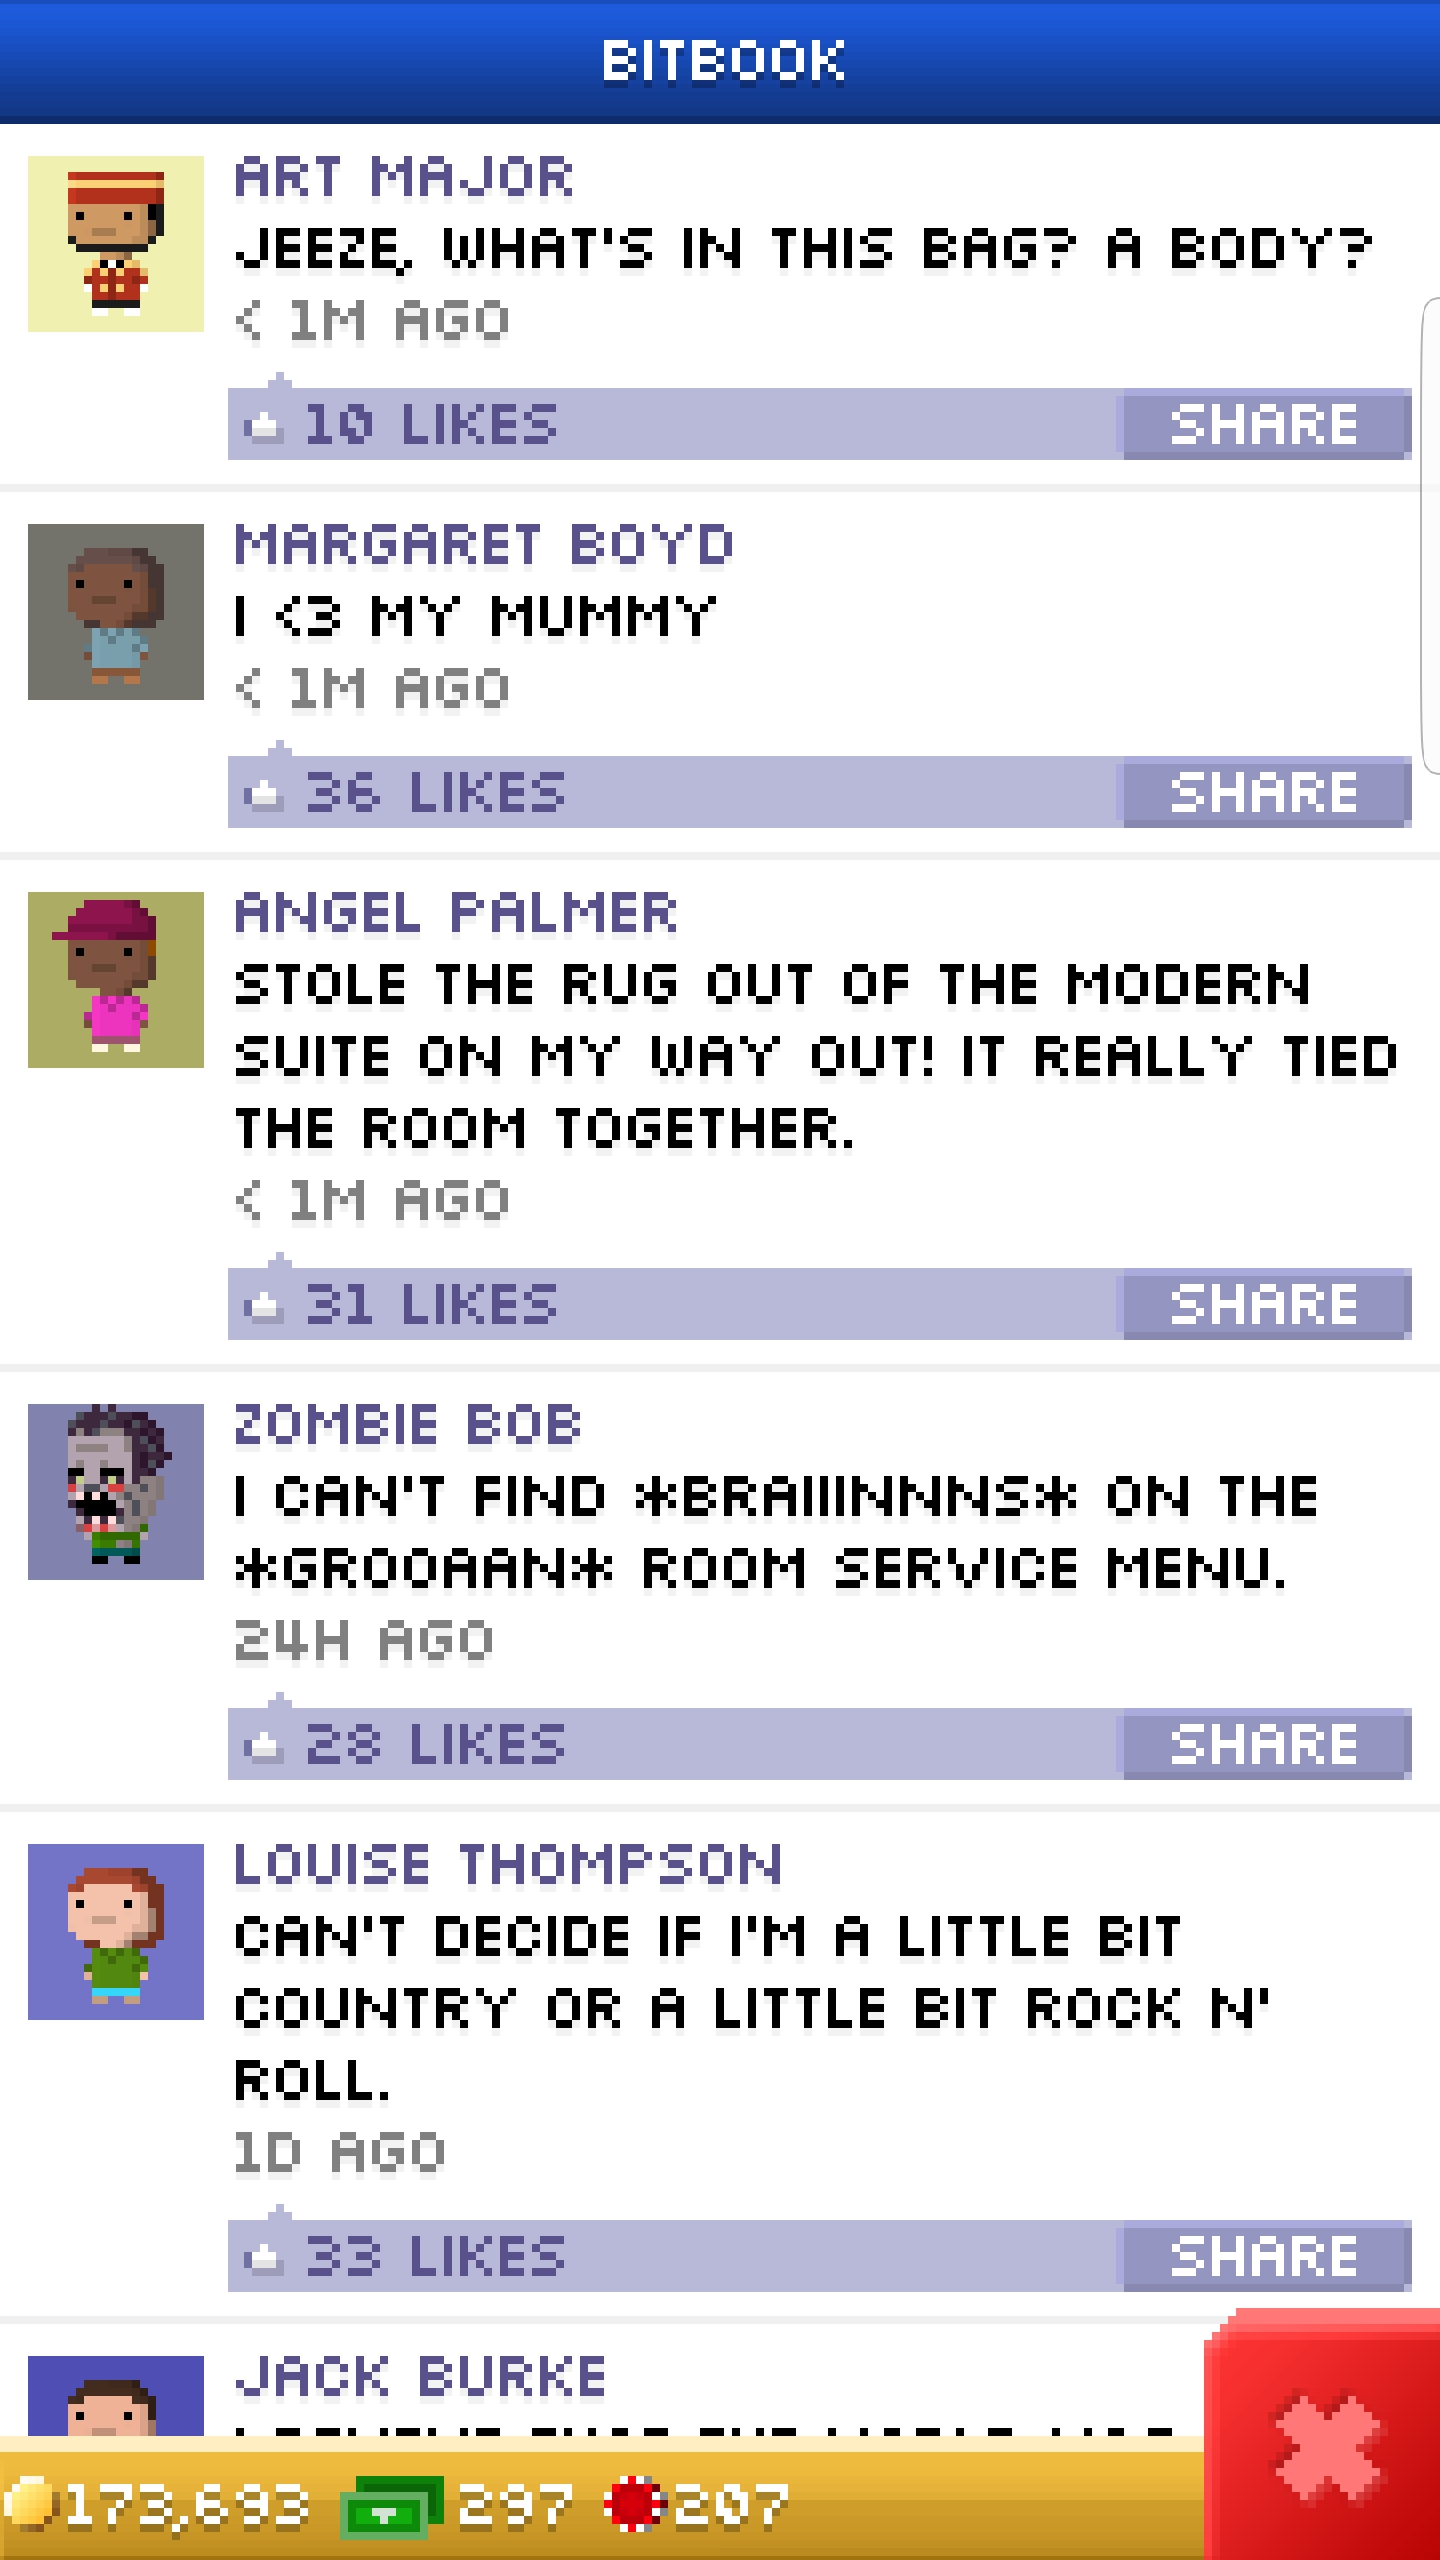 BITBOOK
ART MAJOR
JEEZE, WHAT'S IN THIS BAG? A BODY?
< 1M AGO
10 LIKES SHARE
MARGARET BOYD
I <3 MY MUMMY
< 1M AGO
36 LIKES SHARE
ANGEL PALMER
STOLE THE RUG OUT OF THE MODERN
SUITE ON MY WAY OUT! IT REALLY TIED
THE ROOM TOGETHER.
< 1M AGO
31 LIKES SHARE
ZOMBIE BOB
I CAN'T FIND *BRAIIINNNS* ON THE
*GROOAAN* ROOM SERVICE MENU.
24H AGO
28 LIKES SHARE
LOUISE THOMPSON
CAN'T DECIDE IF I'M A LITTLE BIT
COUNTRY OR A LITTLE BIT ROCK N'
ROLL.
1D AGO
33 LIKES SHARE
JACK BURKE
173,693 297 207